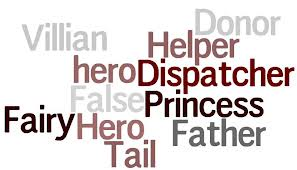 Villian Donor
Helper
hero Dispatcher
False Princess
Fairy Hero Father
Tail